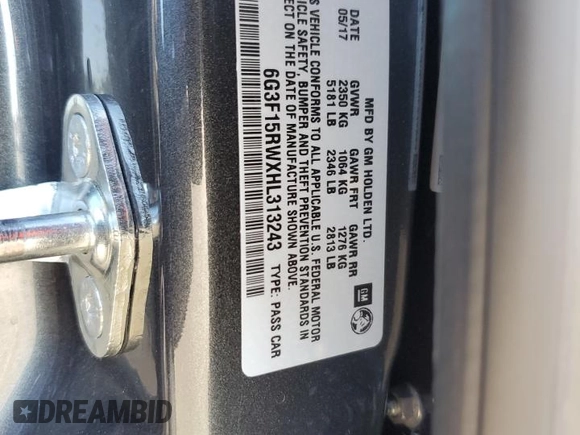 MFD BY GM HOLDEN LTD.
DATE GVWR GAWR FRT GAWR RR
05/17 2350 KG 1064 KG 1276 KG
5181 LB 2346 LB 2813 LB
S VEHICLE CONFORMS TO ALL APPLICABLE U.S. FEDERAL MOTOR
HICLE SAFETY, BUMPER AND THEFT PREVENTION STANDARDS IN
ECT ON THE DATE OF MANUFACTURE SHOWN ABOVE.
6G3F15RWXHL313243 TYPE: PASS CAR
GM
DREAMBID